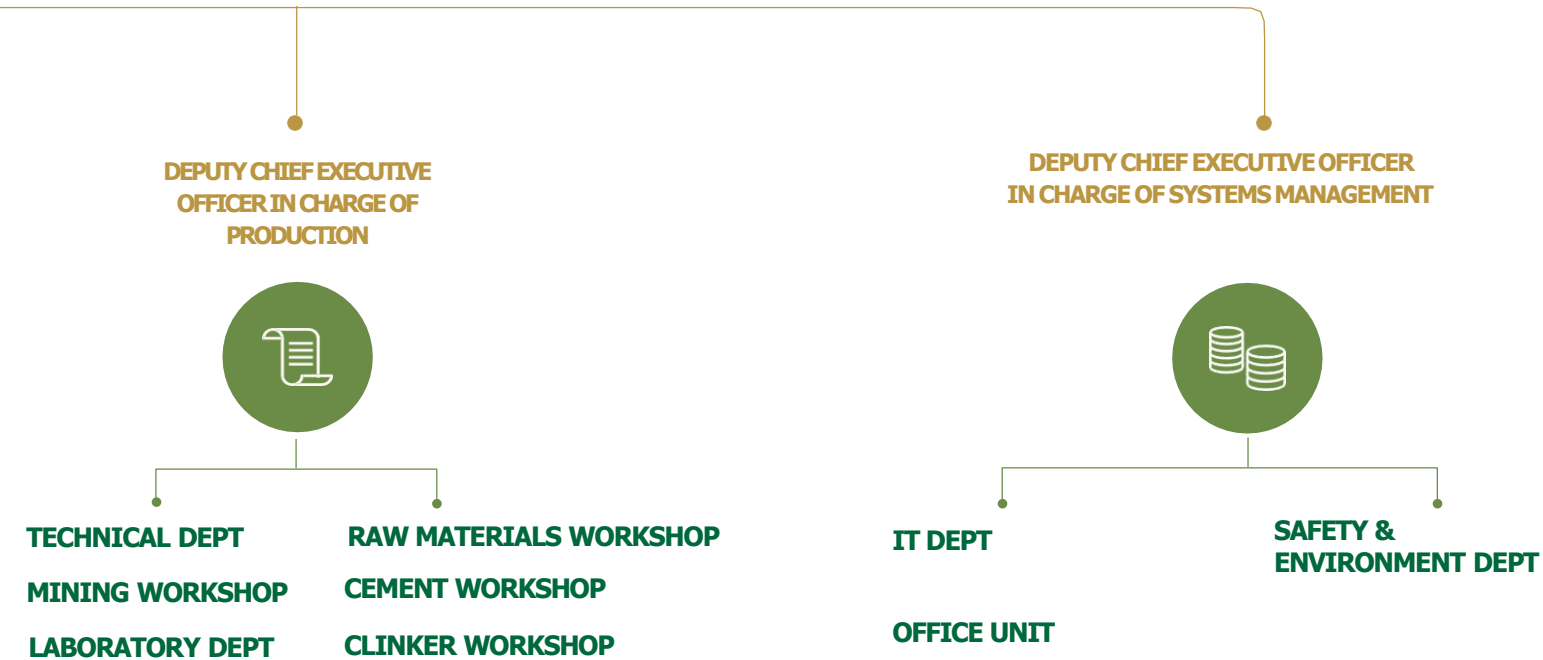 DEPUTY CHIEF EXECUTIVE
OFFICER IN CHARGE OF
PRODUCTION
DEPUTY CHIEF EXECUTIVE OFFICER
IN CHARGE OF SYSTEMS MANAGEMENT
TECHNICAL DEPT
MINING WORKSHOP
LABORATORY DEPT
RAW MATERIALS WORKSHOP
CEMENT WORKSHOP
CLINKER WORKSHOP
IT DEPT
OFFICE UNIT
SAFETY &
ENVIRONMENT DEPT